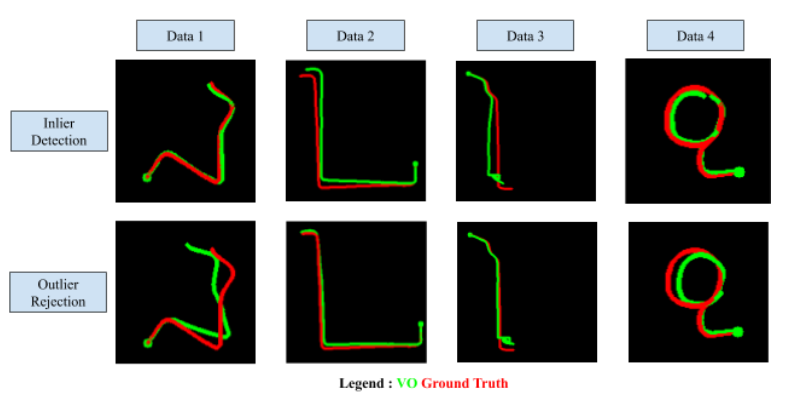 Data 1
Data 2
Data 3
Data 4
Inlier
Detection
Outlier
Rejection
Legend : VO Ground Truth